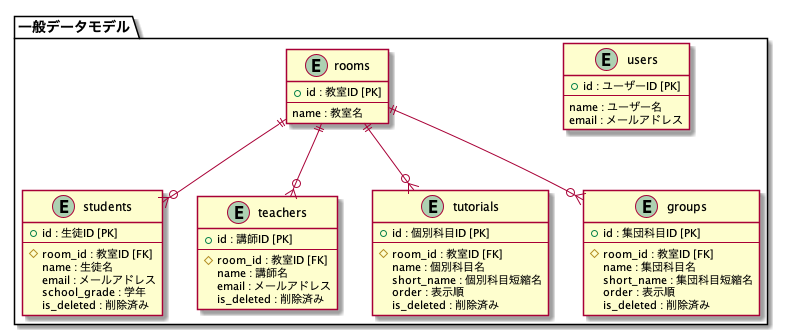 一般データモデル
E rooms
id : 教室ID [PK]
name : 教室名
E users
id : ユーザーID [PK]
name : ユーザー名
email : メールアドレス
E students
id : 生徒ID [PK]
room_id : 教室ID [FK]
name : 生徒名
email : メールアドレス
school_grade : 学年
is_deleted : 削除済み
E teachers
id : 講師ID [PK]
room_id : 教室ID [FK]
name : 講師名
email : メールアドレス
is_deleted : 削除済み
E tutorials
id : 個別科目ID [PK]
room_id : 教室ID [FK]
name : 個別科目名
short_name : 個別科目短縮名
order : 表示順
is_deleted : 削除済み
E groups
id : 集団科目ID [PK]
room_id : 教室ID [FK]
name : 集団科目名
short_name : 集団科目短縮名
order : 表示順
is_deleted : 削除済み